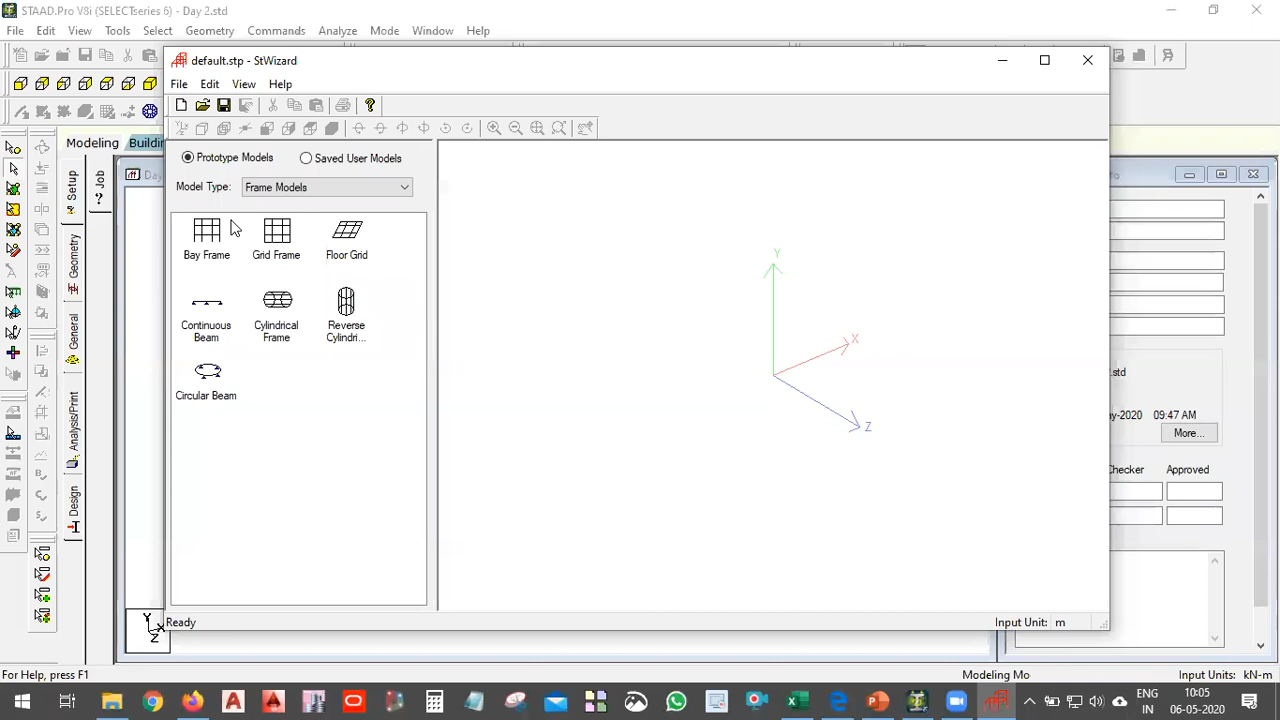 STAAD.Pro V8i (SELECTseries 6) - Day 2.std
File Edit View Tools Select Geometry Commands Analyze Mode Window Help
default.stp - StWizard
File Edit View Help
Modeling
Prototype Models
Saved User Models
Model Type:
Frame Models
Bay Frame
Grid Frame
Floor Grid
Continuous
Beam
Cylindrical
Frame
Reverse
Cylindri...
Circular Beam
Setup
Job
Geometry
General
Analysis/Print
Design
Y
X
Z
09:47 AM
More...
Checker
Approved
Y
X
Z
Ready
Input Unit: m
For Help, press F1
Modeling Mo
Input Units: kN-m
ENG
IN
10:05
06-05-2020